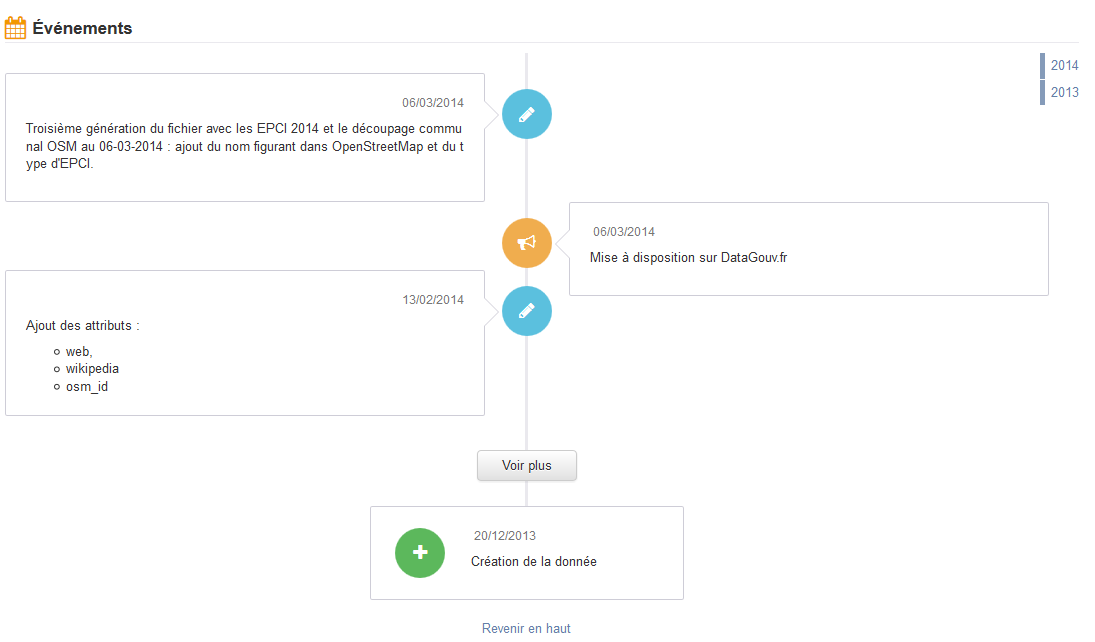 Événements
2014
2013
06/03/2014
Troisième génération du fichier avec les EPCI 2014 et le découpage commu
nal OSM au 06-03-2014 : ajout du nom figurant dans OpenStreetMap et du t
ype d'EPCI.
06/03/2014
Mise à disposition sur DataGouv.fr
13/02/2014
Ajout des attributs :
web,
wikipedia
osm_id
Voir plus
20/12/2013
Création de la donnée
Revenir en haut